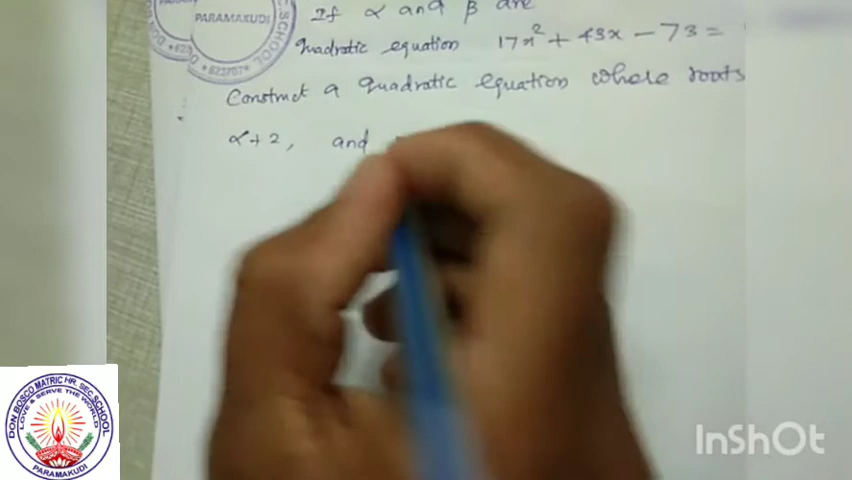 PARAMAKUDI
If α and β are
quadratic equation 17x² + 43x - 73 =
Construct a quadratic equation whose roots
α+2, and
DON BOSCO MATRIC HR. SEC. SCHOOL
LOVE & SERVE THE WORLD
PARAMAKUDI
InShOt